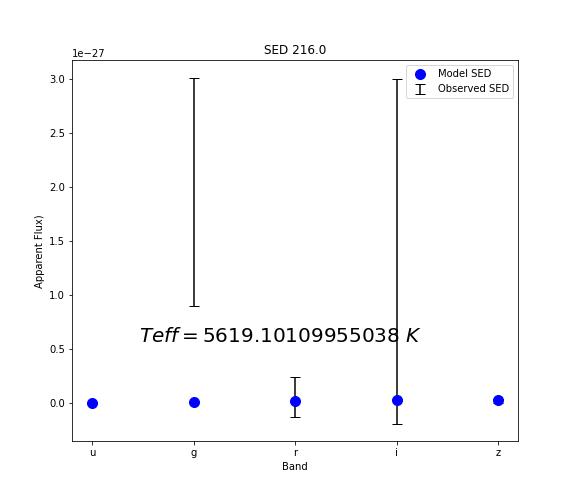 SED 216.0
1e−27
Model SED
Observed SED
3.0
2.5
2.0
1.5
1.0
0.5
0.0
Apparent Flux)
Teff = 5619.10109955038 K
u g r i z
Band